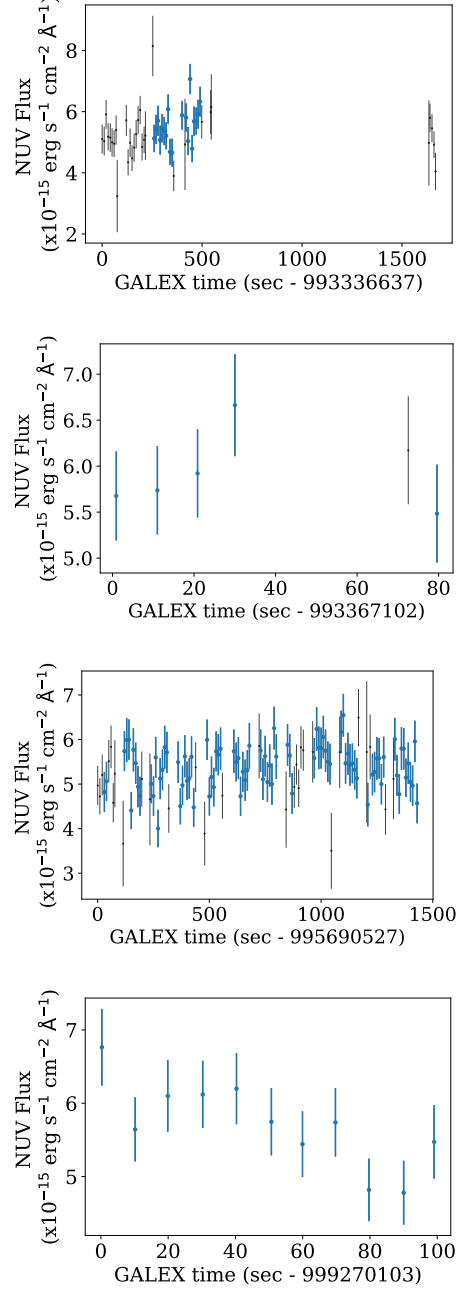 8
6
4
2
NUV Flux
(x10⁻¹⁵ erg s⁻¹ cm⁻² Å⁻¹)
0 500 1000 1500
GALEX time (sec - 993336637)
7.0
6.5
6.0
5.5
5.0
NUV Flux
(x10⁻¹⁵ erg s⁻¹ cm⁻² Å⁻¹)
0 20 40 60 80
GALEX time (sec - 993367102)
7
6
5
4
3
NUV Flux
(x10⁻¹⁵ erg s⁻¹ cm⁻² Å⁻¹)
0 500 1000 1500
GALEX time (sec - 995690527)
7
6
5
NUV Flux
(x10⁻¹⁵ erg s⁻¹ cm⁻² Å⁻¹)
0 20 40 60 80 100
GALEX time (sec - 999270103)